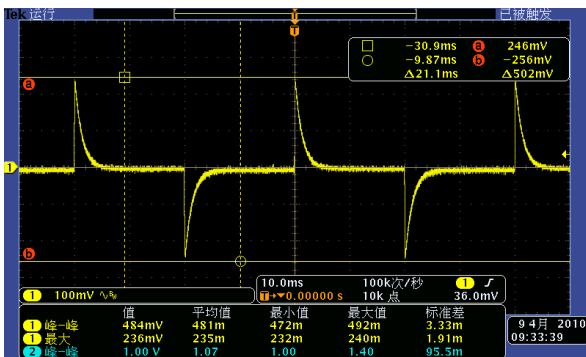 Tek 运行 已被触发
T
T
-30.9ms a 246mV
-9.87ms b -256mV
Δ21.1ms Δ502mV
a
1
b
1 100mV
10.0ms 100k次/秒 1
T→▼0.00000 s 10k 点 36.0mV
值 平均值 最小值 最大值 标准差
1 峰-峰 484mV 481m 472m 492m 3.33m
1 最大 236mV 235m 232m 240m 1.91m
2 峰-峰 1.00 V 1.07 1.00 1.40 95.5m
9 4月 2010
09:33:39